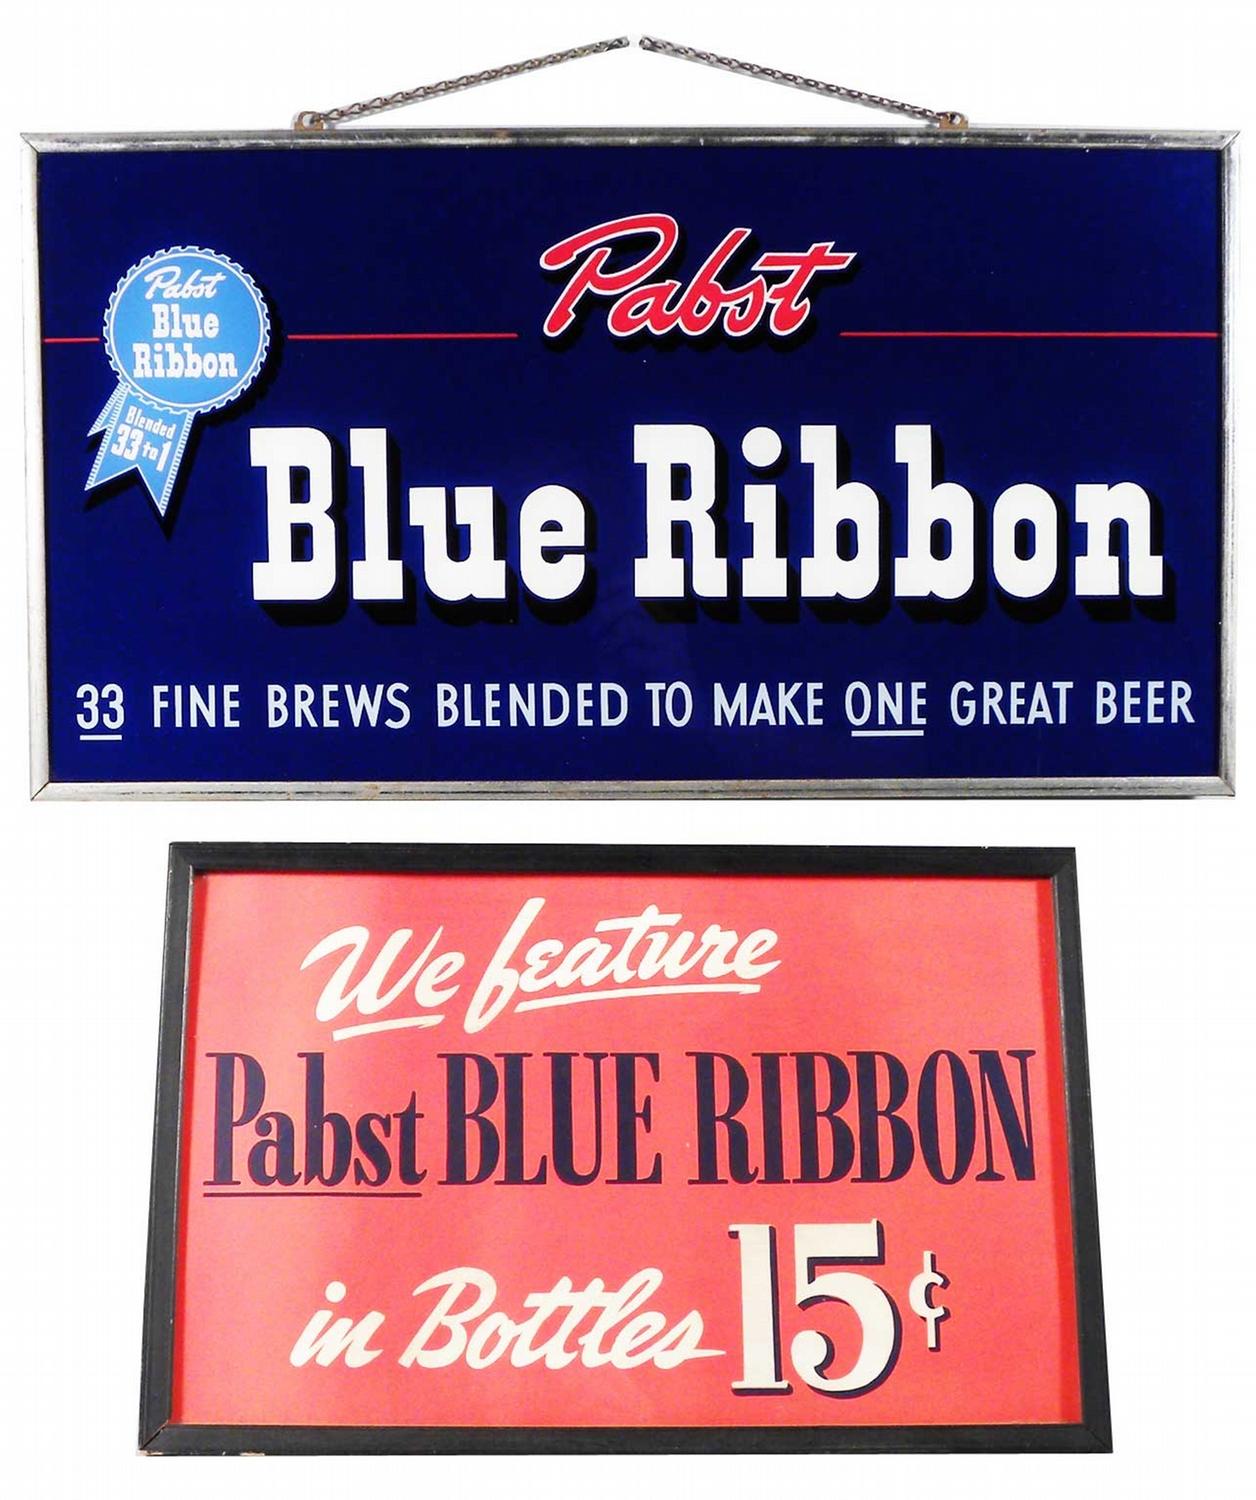 Pabst
Blue
Ribbon
Blended
33 to 1
Pabst
Blue Ribbon
33 FINE BREWS BLENDED TO MAKE ONE GREAT BEER
We feature
Pabst BLUE RIBBON
in Bottles 15¢